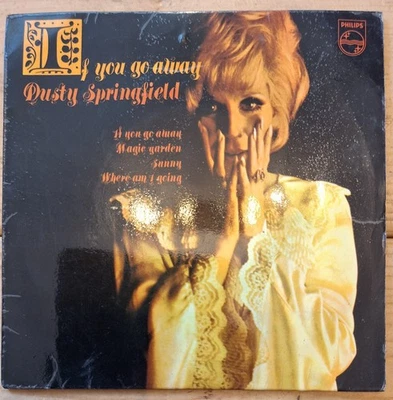 If you go away
Dusty Springfield
If you go away
Magic garden
Sunny
Where am I going
PHILIPS